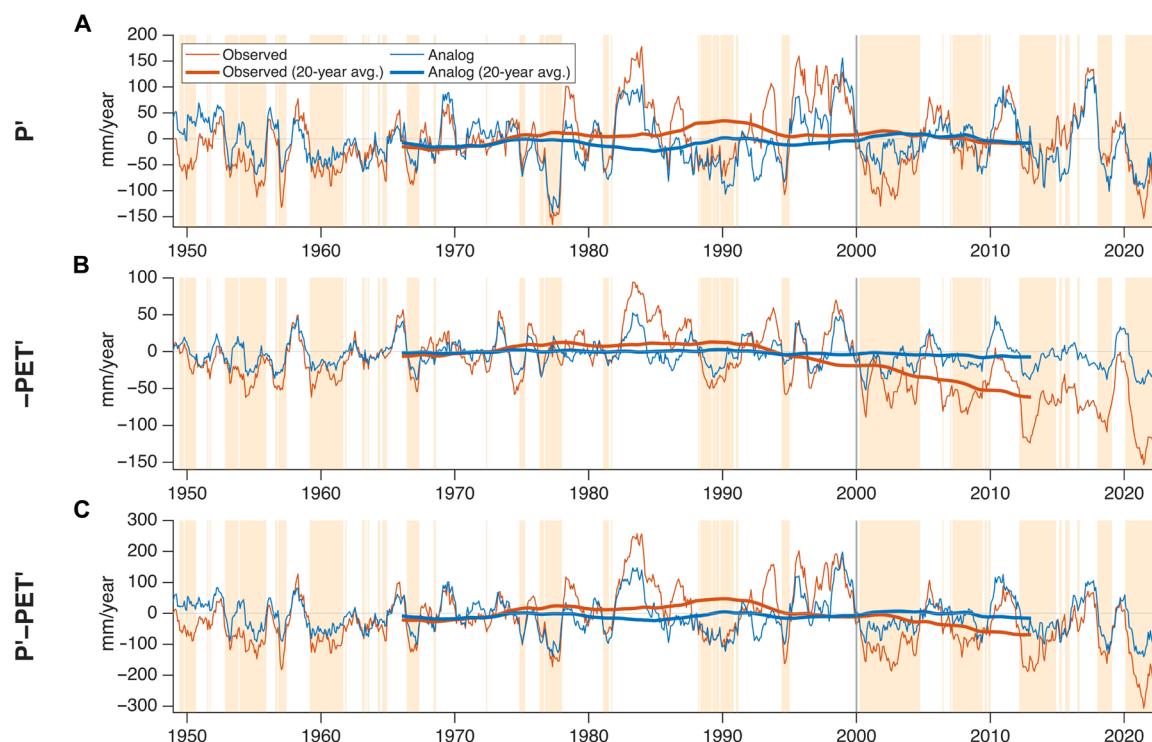 A
P'
mm/year
200
150
100
50
0
−50
−100
−150
Observed
Analog
Observed (20-year avg.)
Analog (20-year avg.)
1950 1960 1970 1980 1990 2000 2010 2020
B
−PET'
mm/year
100
50
0
−50
−100
−150
1950 1960 1970 1980 1990 2000 2010 2020
C
P'−PET'
mm/year
300
200
100
0
−100
−200
−300
1950 1960 1970 1980 1990 2000 2010 2020